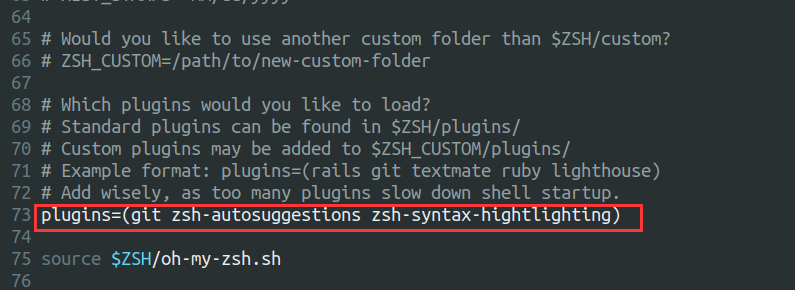 64
65 # Would you like to use another custom folder than $ZSH/custom?
66 # ZSH_CUSTOM=/path/to/new-custom-folder
67
68 # Which plugins would you like to load?
69 # Standard plugins can be found in $ZSH/plugins/
70 # Custom plugins may be added to $ZSH_CUSTOM/plugins/
71 # Example format: plugins=(rails git textmate ruby lighthouse)
72 # Add wisely, as too many plugins slow down shell startup.
73 plugins=(git zsh-autosuggestions zsh-syntax-hightlighting)
74
75 source $ZSH/oh-my-zsh.sh
76